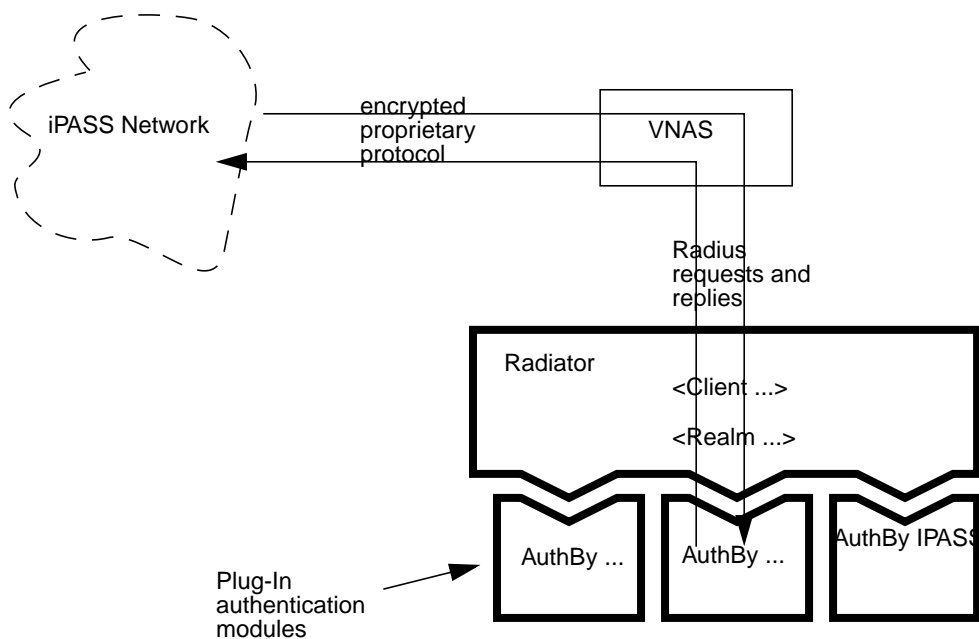 iPASS Network
encrypted
proprietary
protocol
VNAS
Radius
requests and
replies
Radiator
<Client ...>
<Realm ...>
AuthBy ...
AuthBy ...
AuthBy IPASS
Plug-In
authentication
modules